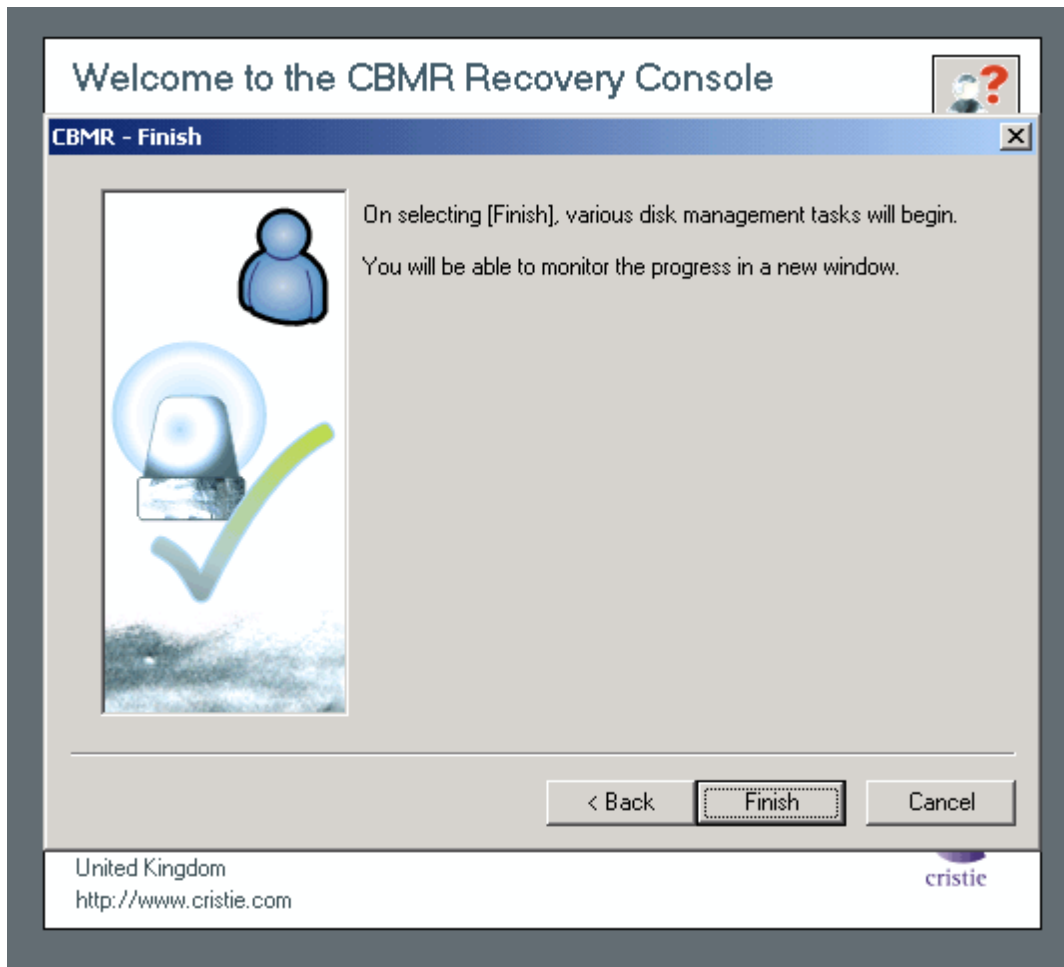 Welcome to the CBMR Recovery Console
?
CBMR - Finish
On selecting [Finish], various disk management tasks will begin.
You will be able to monitor the progress in a new window.
< Back
Finish
Cancel
United Kingdom
http://www.cristie.com
cristie